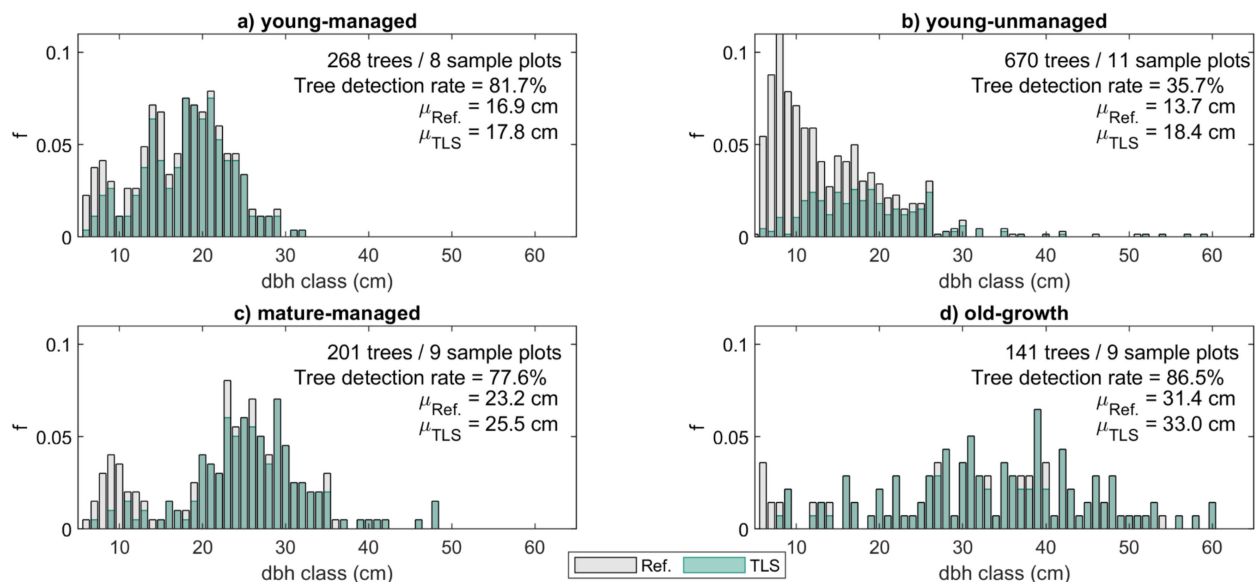 a) young-managed
268 trees / 8 sample plots
Tree detection rate = 81.7%
μRef. = 16.9 cm
μTLS = 17.8 cm
f
0.1
0.05
0
10 20 30 40 50 60
dbh class (cm)
b) young-unmanaged
670 trees / 11 sample plots
Tree detection rate = 35.7%
μRef. = 13.7 cm
μTLS = 18.4 cm
f
0.1
0.05
0
10 20 30 40 50 60
dbh class (cm)
c) mature-managed
201 trees / 9 sample plots
Tree detection rate = 77.6%
μRef. = 23.2 cm
μTLS = 25.5 cm
f
0.1
0.05
0
10 20 30 40 50 60
dbh class (cm)
d) old-growth
141 trees / 9 sample plots
Tree detection rate = 86.5%
μRef. = 31.4 cm
μTLS = 33.0 cm
f
0.1
0.05
0
10 20 30 40 50 60
dbh class (cm)
Ref. TLS